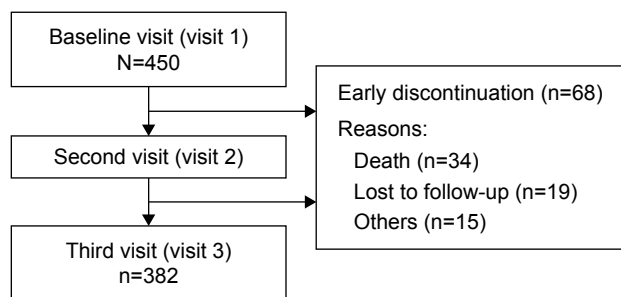 Baseline visit (visit 1)
N=450
Second visit (visit 2)
Third visit (visit 3)
n=382
Early discontinuation (n=68)
Reasons:
Death (n=34)
Lost to follow-up (n=19)
Others (n=15)